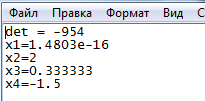 Файл Правка Формат Вид
det = -954
x1=1.4803e-16
x2=2
x3=0.333333
x4=-1.5